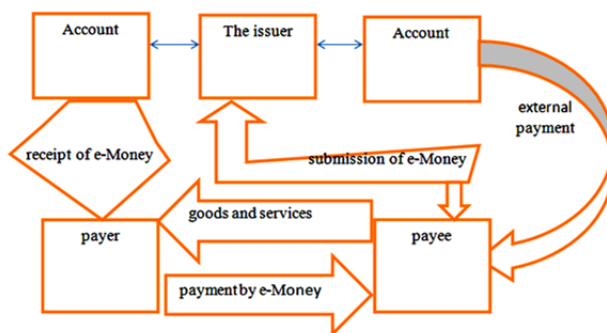 Account
The issuer
Account
external
payment
receipt of e-Money
submission of e-Money
goods and services
payer
payee
payment by e-Money